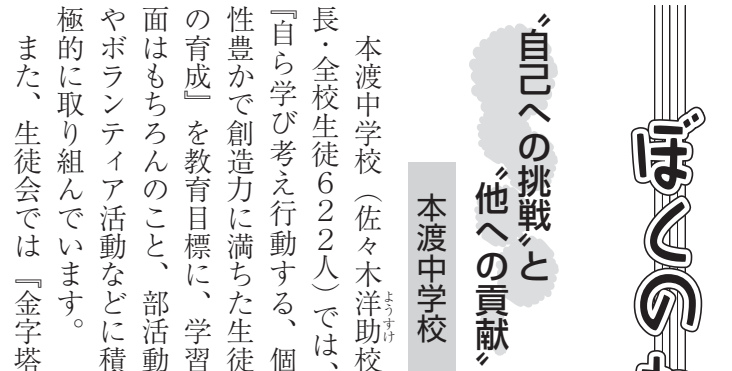 ぼくの
〝自己への挑戦〟と
〝他への貢献〟
本渡中学校
本渡中学校（佐々木洋助校
ようすけ
長・全校生徒６２２人）では、
『自ら学び考え行動する、個
性豊かで創造力に満ちた生徒
の育成』を教育目標に、学習
面はもちろんのこと、部活動
やボランティア活動などに積
極的に取り組んでいます。
また、生徒会では『金字塔